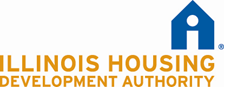 ILLINOIS HOUSING
DEVELOPMENT AUTHORITY
®